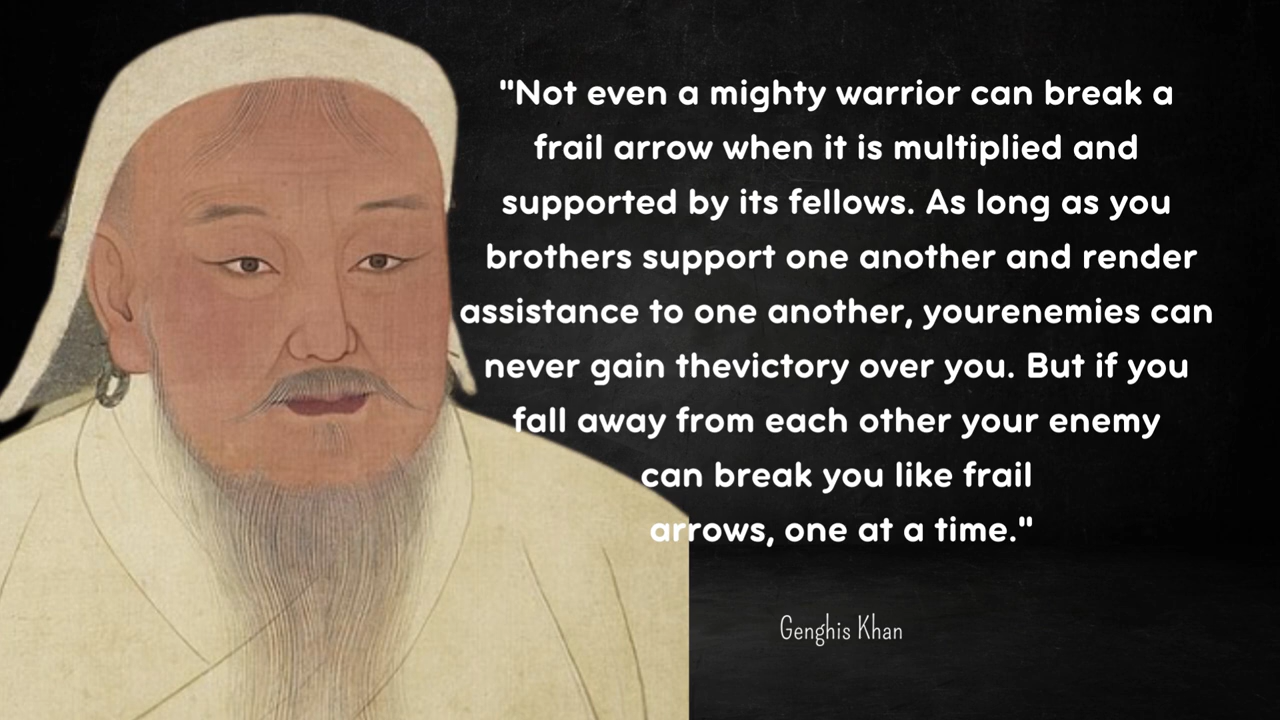 "Not even a mighty warrior can break a
frail arrow when it is multiplied and
supported by its fellows. As long as you
brothers support one another and render
assistance to one another, yourenemies can
never gain thevictory over you. But if you
fall away from each other your enemy
can break you like frail
arrows, one at a time."
Genghis Khan